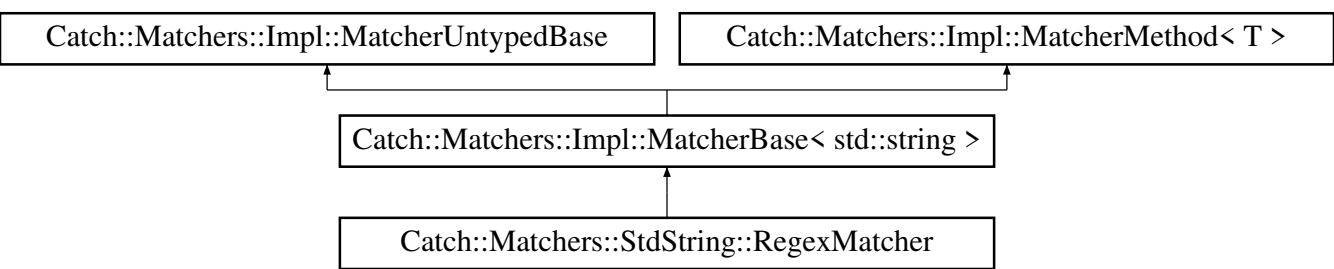 Catch::Matchers::Impl::MatcherUntypedBase
Catch::Matchers::Impl::MatcherMethod< T >
Catch::Matchers::Impl::MatcherBase< std::string >
Catch::Matchers::StdString::RegexMatcher